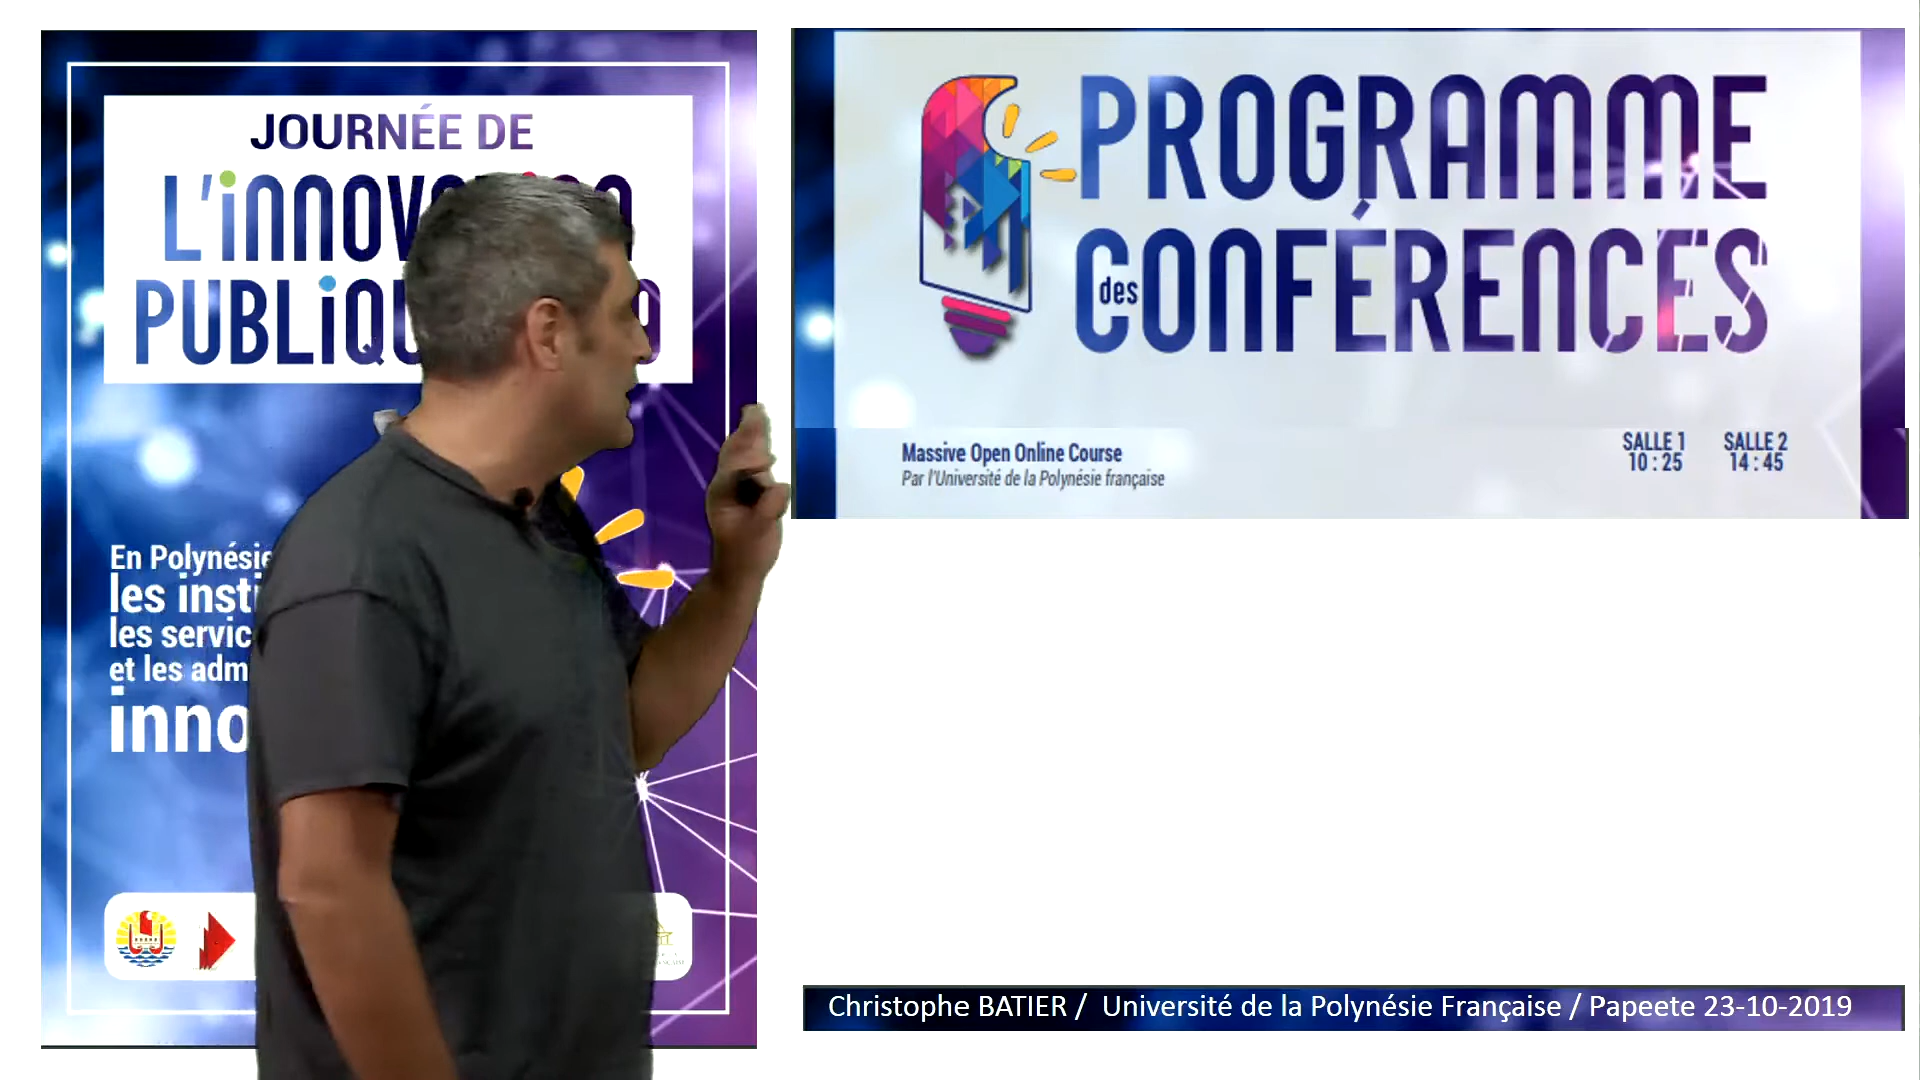 JOURNÉE DE
L'iNNOV
PUBLiQU 9
En Polynésie
les insti
les servic
et les adm
inno
PROGRAMME
des CONFÉRENCES
Massive Open Online Course
Par l'Université de la Polynésie française
SALLE 1 SALLE 2
10 : 25 14 : 45
Christophe BATIER / Université de la Polynésie Française / Papeete 23-10-2019